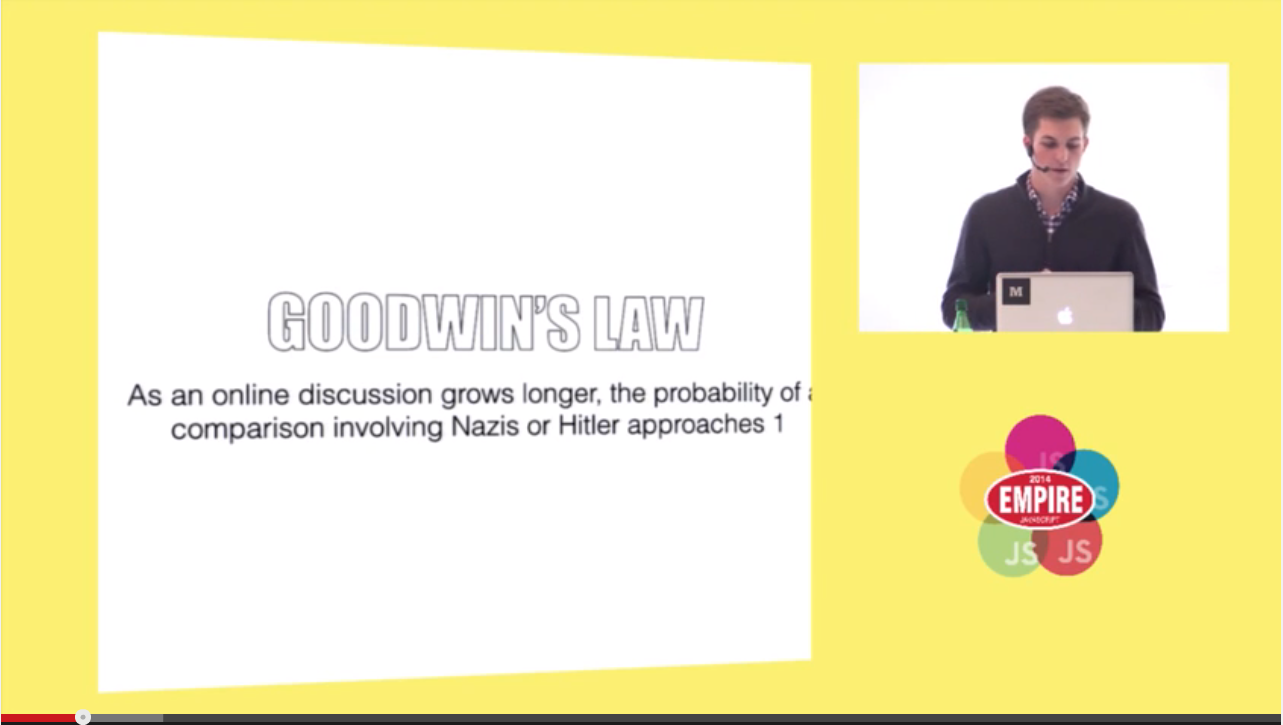 GOODWIN'S LAW
As an online discussion grows longer, the probability of a
comparison involving Nazis or Hitler approaches 1
M
JS
2014
EMPIRE
JAVASCRIPT
S
JS JS